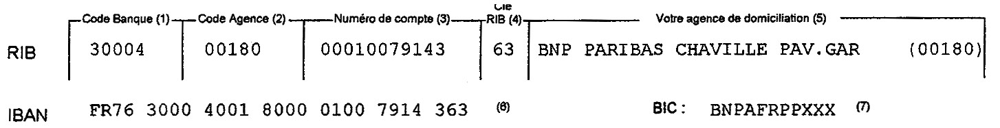 Clé
Code Banque (1) Code Agence (2) Numéro de compte (3) RIB (4) Votre agence de domiciliation (5)
RIB 30004 00180 00010079143 63 BNP PARIBAS CHAVILLE PAV.GAR (00180)
IBAN FR76 3000 4001 8000 0100 7914 363 (6) BIC : BNPAFRPPXXX (7)